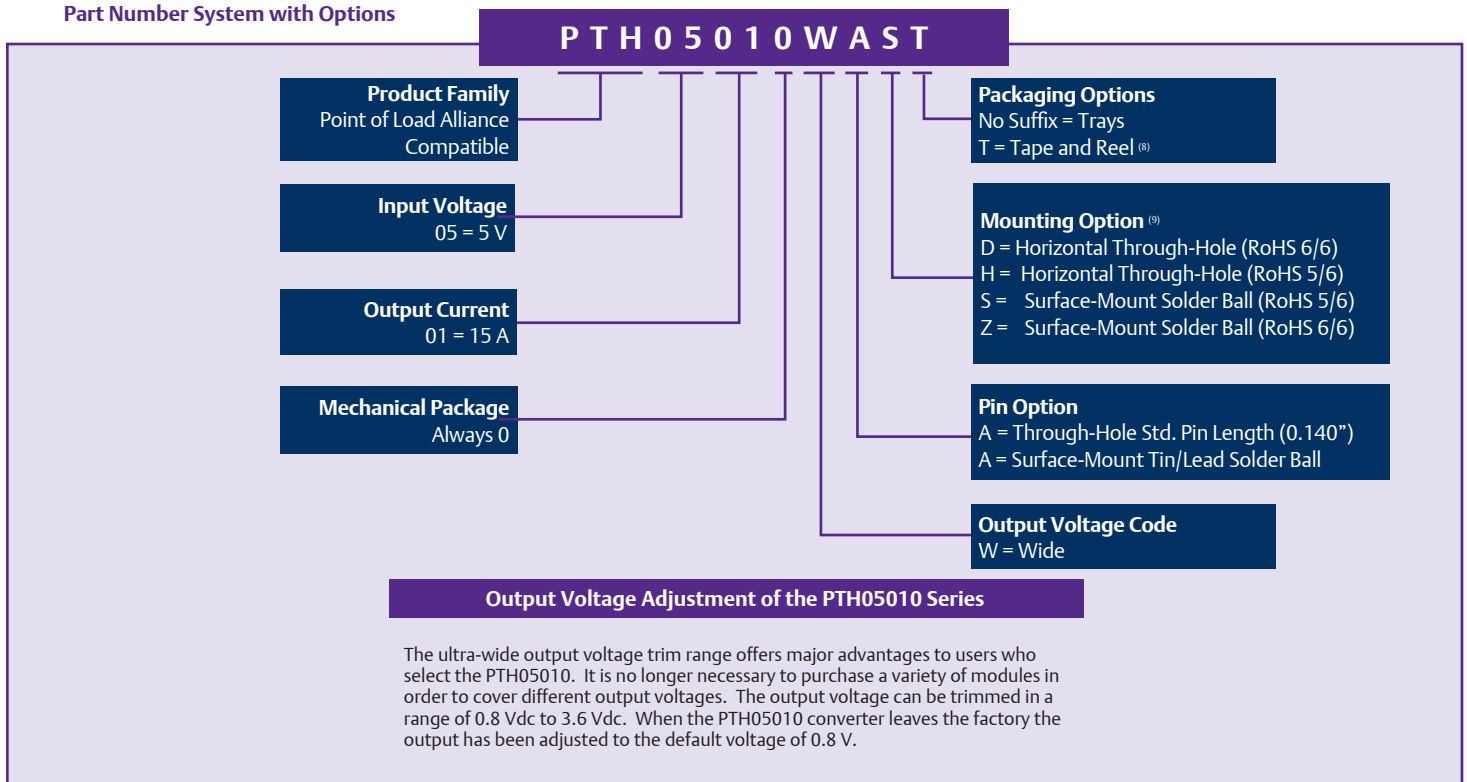 Part Number System with Options
PTH05010WAST
Product Family
Point of Load Alliance
Compatible
Input Voltage
05 = 5 V
Output Current
01 = 15 A
Mechanical Package
Always 0
Packaging Options
No Suffix = Trays
T = Tape and Reel (8)
Mounting Option (9)
D = Horizontal Through-Hole (RoHS 6/6)
H = Horizontal Through-Hole (RoHS 5/6)
S = Surface-Mount Solder Ball (RoHS 5/6)
Z = Surface-Mount Solder Ball (RoHS 6/6)
Pin Option
A = Through-Hole Std. Pin Length (0.140”)
A = Surface-Mount Tin/Lead Solder Ball
Output Voltage Code
W = Wide
Output Voltage Adjustment of the PTH05010 Series
The ultra-wide output voltage trim range offers major advantages to users who
select the PTH05010. It is no longer necessary to purchase a variety of modules in
order to cover different output voltages. The output voltage can be trimmed in a
range of 0.8 Vdc to 3.6 Vdc. When the PTH05010 converter leaves the factory the
output has been adjusted to the default voltage of 0.8 V.